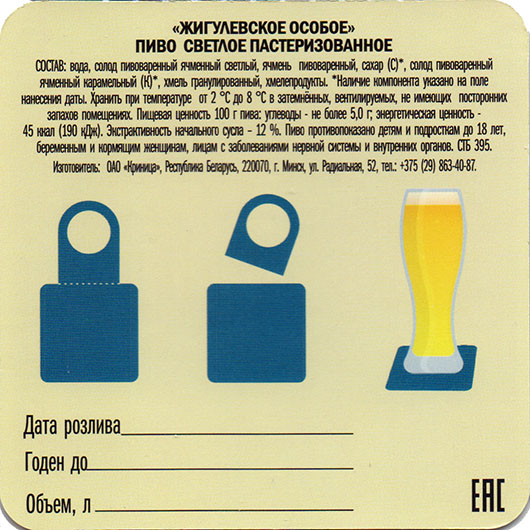 «ЖИГУЛЕВСКОЕ ОСОБОЕ»
ПИВО СВЕТЛОЕ ПАСТЕРИЗОВАННОЕ
СОСТАВ: вода, солод пивоваренный ячменный светлый, ячмень пивоваренный, сахар (С)*, солод пивоваренный
ячменный карамельный (К)*, хмель гранулированный, хмелепродукты. *Наличие компонента указано на поле
нанесения даты. Хранить при температуре от 2 °С до 8 °С в затемнённых, вентилируемых, не имеющих посторонних
запахов помещениях. Пищевая ценность 100 г пива: углеводы - не более 5,0 г; энергетическая ценность -
45 ккал (190 кДж). Экстрактивность начального сусла – 12 %. Пиво противопоказано детям и подросткам до 18 лет,
беременным и кормящим женщинам, лицам с заболеваниями нервной системы и внутренних органов. СТБ 395.
Изготовитель: ОАО «Криница», Республика Беларусь, 220070, г. Минск, ул. Радиальная, 52, тел.: +375 (29) 863-40-87.
Дата розлива
Годен до
Объем, л
ЕАС